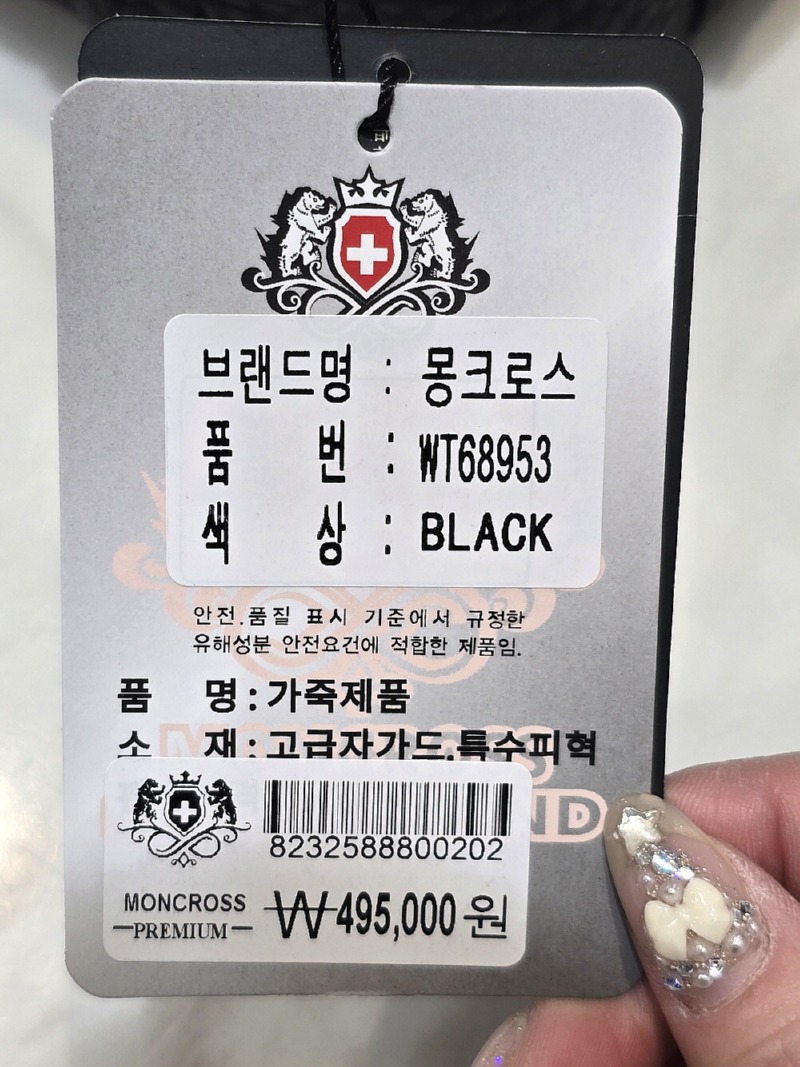 브랜드명 : 몽크로스
품 번 : WT68953
색 상 : BLACK
안전.품질 표시 기준에서 규정한
유해성분 안전요건에 적합한 제품임.
품 명 : 가죽제품
소 재 : 고급자가드.특수피혁
8232588800202
MONCROSS
PREMIUM
₩495,000원